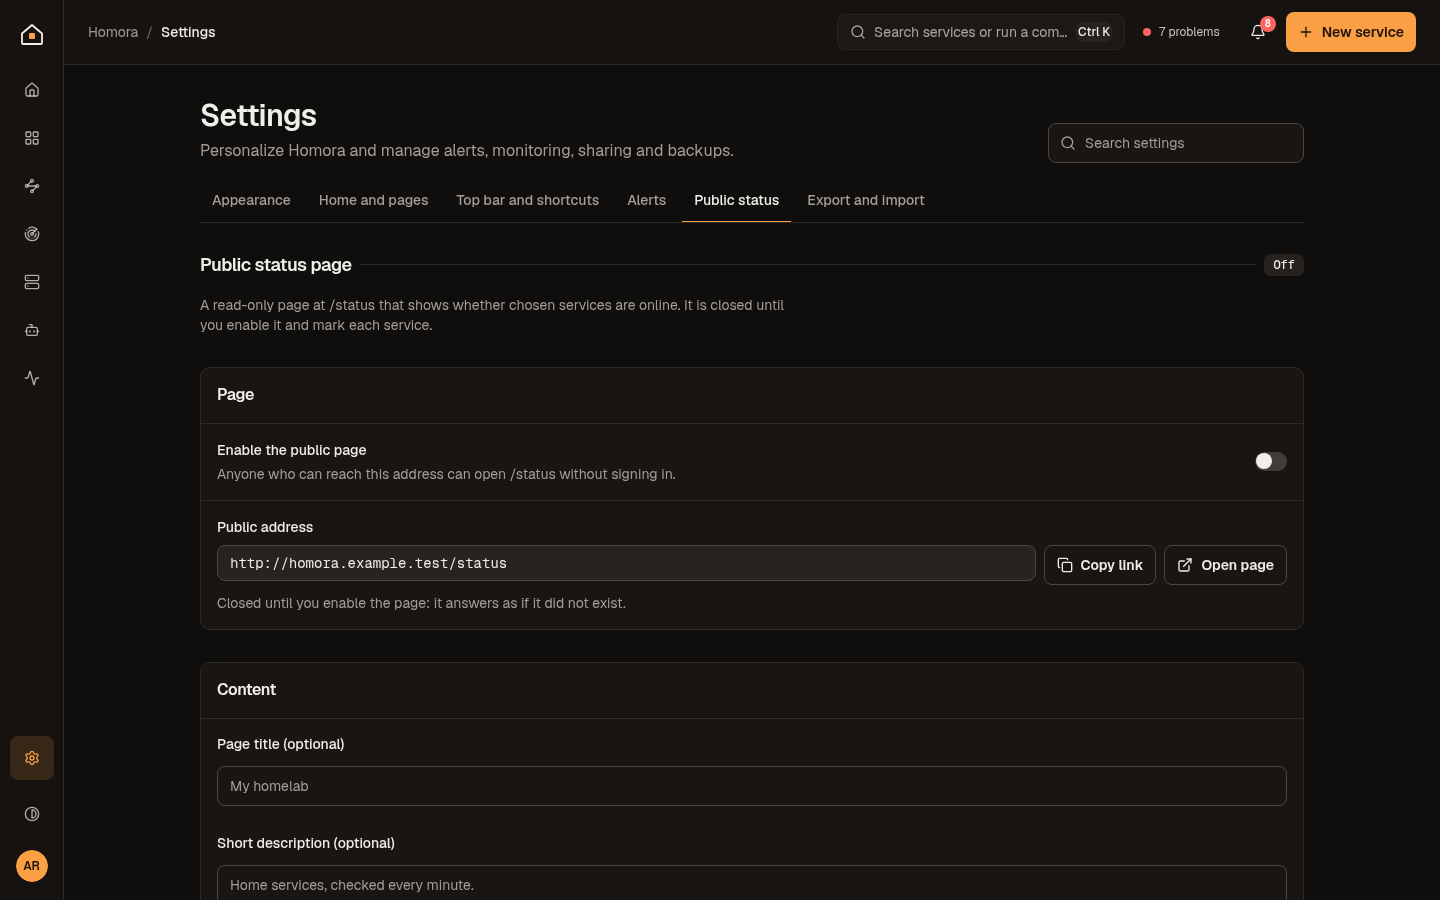 Homora / Settings
Search services or run a com... Ctrl K
7 problems
8
New service
Settings
Personalize Homora and manage alerts, monitoring, sharing and backups.
Search settings
Appearance
Home and pages
Top bar and shortcuts
Alerts
Public status
Export and import
Public status page
Off
A read-only page at /status that shows whether chosen services are online. It is closed until
you enable it and mark each service.
Page
Enable the public page
Anyone who can reach this address can open /status without signing in.
Public address
http://homora.example.test/status
Copy link
Open page
Closed until you enable the page: it answers as if it did not exist.
Content
Page title (optional)
My homelab
Short description (optional)
Home services, checked every minute.
AR